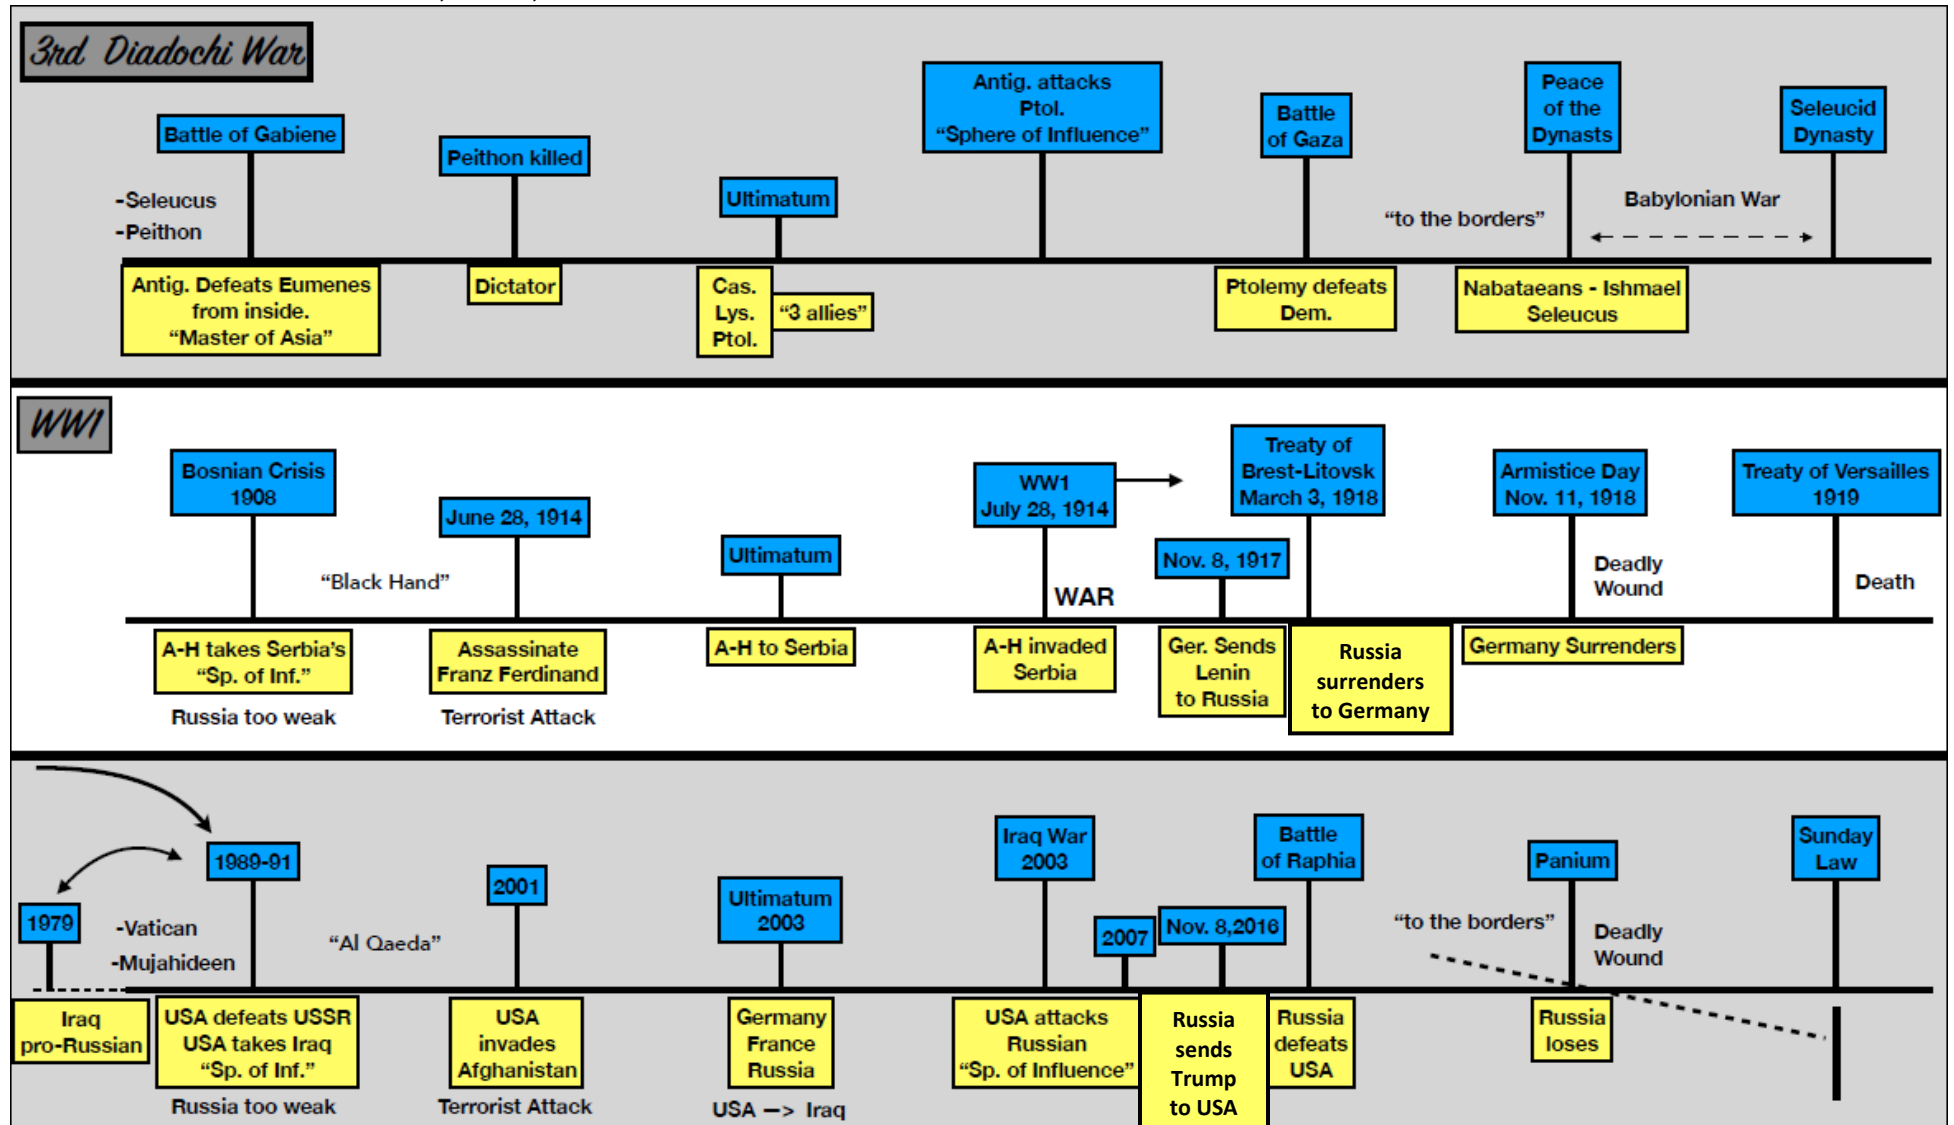 3rd Diadochi War
Battle of Gabiene
Peithon killed
Ultimatum
Antig. attacks
Ptol.
“Sphere of Influence”
Battle
of Gaza
Peace
of the
Dynasts
Seleucid
Dynasty
-Seleucus
-Peithon
“to the borders”
Babylonian War
Antig. Defeats Eumenes
from inside.
“Master of Asia”
Dictator
Cas.
Lys.
Ptol.
“3 allies”
Ptolemy defeats
Dem.
Nabataeans - Ishmael
Seleucus
WW1
Bosnian Crisis
1908
June 28, 1914
Ultimatum
WW1
July 28, 1914
Nov. 8, 1917
Treaty of
Brest-Litovsk
March 3, 1918
Armistice Day
Nov. 11, 1918
Treaty of Versailles
1919
“Black Hand”
WAR
Deadly
Wound
Death
A-H takes Serbia’s
“Sp. of Inf.”
Russia too weak
Assassinate
Franz Ferdinand
Terrorist Attack
A-H to Serbia
A-H invaded
Serbia
Ger. Sends
Lenin
to Russia
Russia
surrenders
to Germany
Germany Surrenders
1979
1989-91
2001
Ultimatum
2003
Iraq War
2003
2007
Nov. 8,2016
Battle
of Raphia
Panium
Sunday
Law
-Vatican
-Mujahideen
“Al Qaeda”
“to the borders”
Deadly
Wound
Iraq
pro-Russian
USA defeats USSR
USA takes Iraq
“Sp. of Inf.”
Russia too weak
USA
invades
Afghanistan
Terrorist Attack
Germany
France
Russia
USA —> Iraq
USA attacks
Russian
“Sp. of Influence”
Russia
sends
Trump
to USA
Russia
defeats
USA
Russia
loses